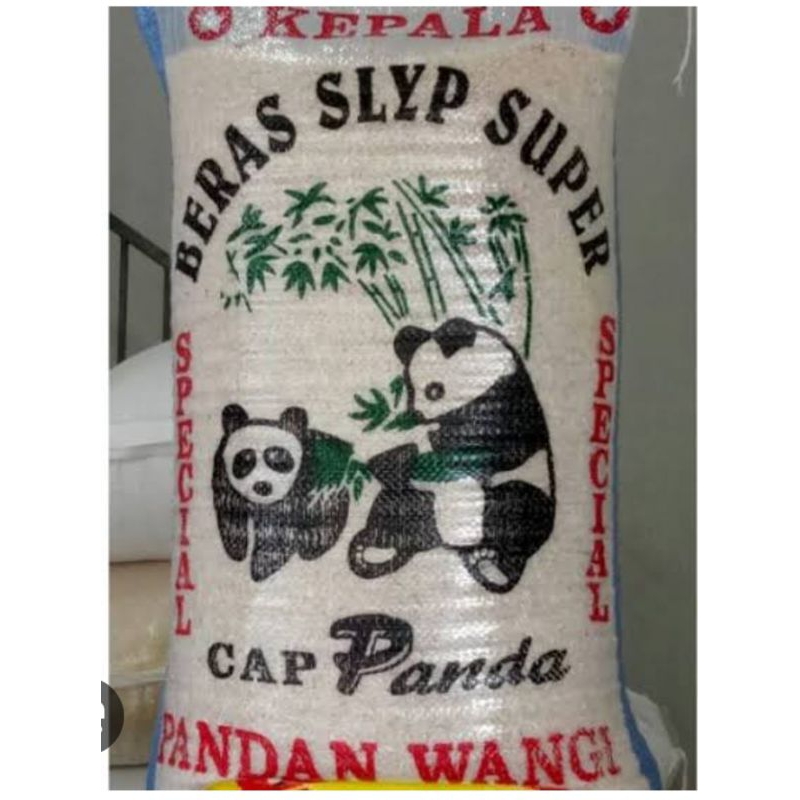 KEPALA
BERAS SLYP SUPER
SPECIAL
SPECIAL
CAP Panda
PANDAN WANGI